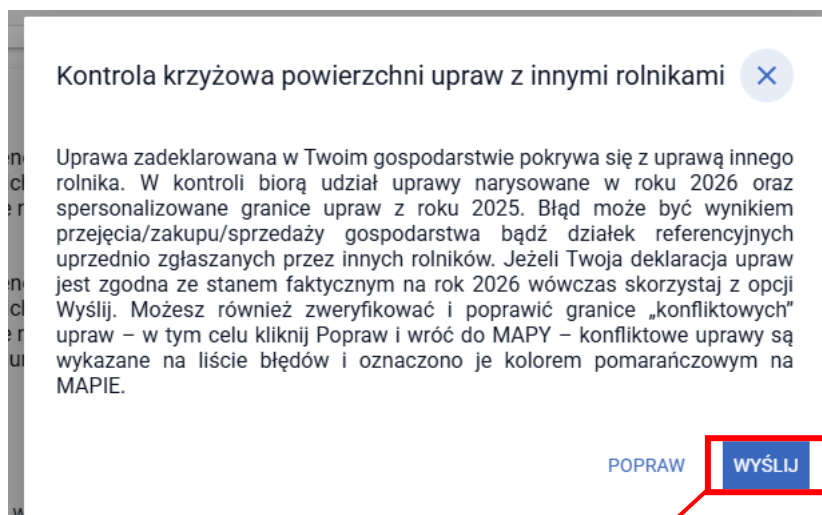 Kontrola krzyżowa powierzchni upraw z innymi rolnikami
Uprawa zadeklarowana w Twoim gospodarstwie pokrywa się z uprawą innego
rolnika. W kontroli biorą udział uprawy narysowane w roku 2026 oraz
spersonalizowane granice upraw z roku 2025. Błąd może być wynikiem
przejęcia/zakupu/sprzedaży gospodarstwa bądź działek referencyjnych
uprzednio zgłaszanych przez innych rolników. Jeżeli Twoja deklaracja upraw
jest zgodna ze stanem faktycznym na rok 2026 wówczas skorzystaj z opcji
Wyślij. Możesz również zweryfikować i poprawić granice „konfliktowych”
upraw – w tym celu kliknij Popraw i wróć do MAPY – konfliktowe uprawy są
wykazane na liście błędów i oznaczono je kolorem pomarańczowym na
MAPIE.
POPRAW WYŚLIJ